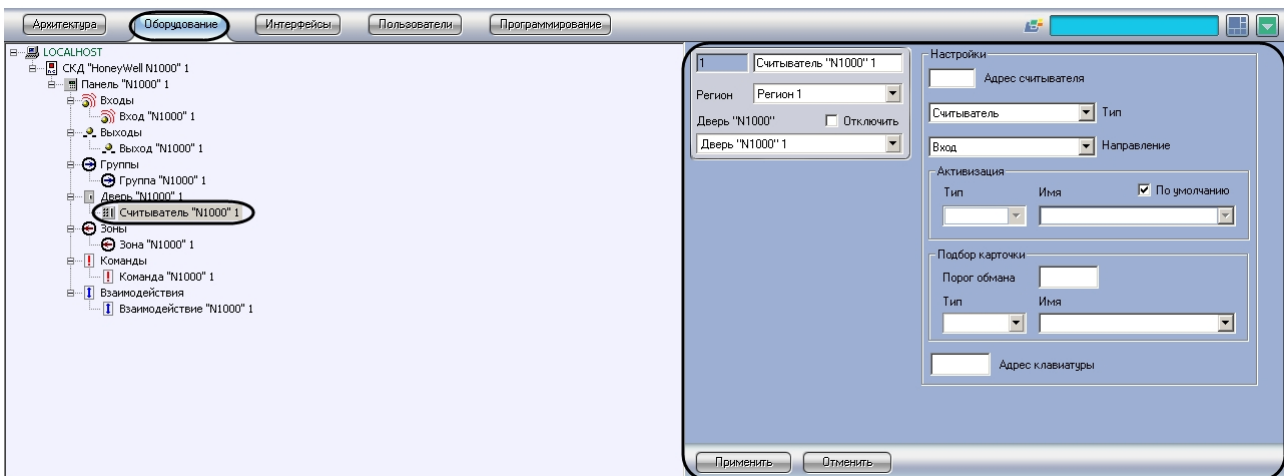 Архитектура Оборудование Интерфейсы Пользователи Программирование
LOCALHOST
СКД "HoneyWell N1000" 1
Панель "N1000" 1
Входы
Вход "N1000" 1
Выходы
Выход "N1000" 1
Группы
Группа "N1000" 1
Дверь "N1000" 1
Считыватель "N1000" 1
Зоны
Зона "N1000" 1
Команды
Команда "N1000" 1
Взаимодействия
Взаимодействие "N1000" 1
1 Считыватель "N1000" 1
Регион Регион 1
Дверь "N1000" Отключить
Дверь "N1000" 1
Настройки
Адрес считывателя
Считыватель Тип
Вход Направление
Активизация
Тип Имя По умолчанию
Подбор карточки
Порог обмана
Тип Имя
Адрес клавиатуры
Применить Отменить